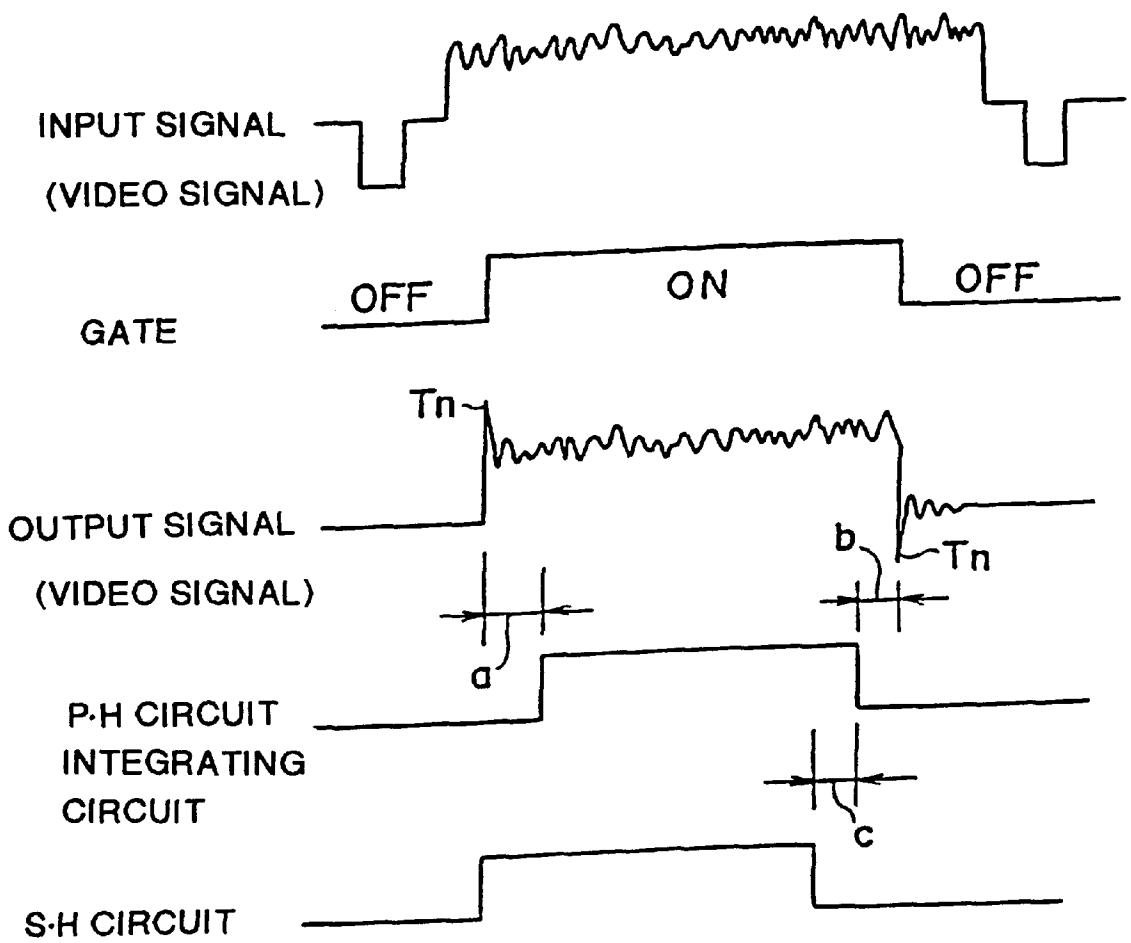 INPUT SIGNAL
(VIDEO SIGNAL)
OFF
ON
OFF
GATE
Tn
OUTPUT SIGNAL
(VIDEO SIGNAL)
b
Tn
a
P·H CIRCUIT
INTEGRATING
CIRCUIT
c
S·H CIRCUIT